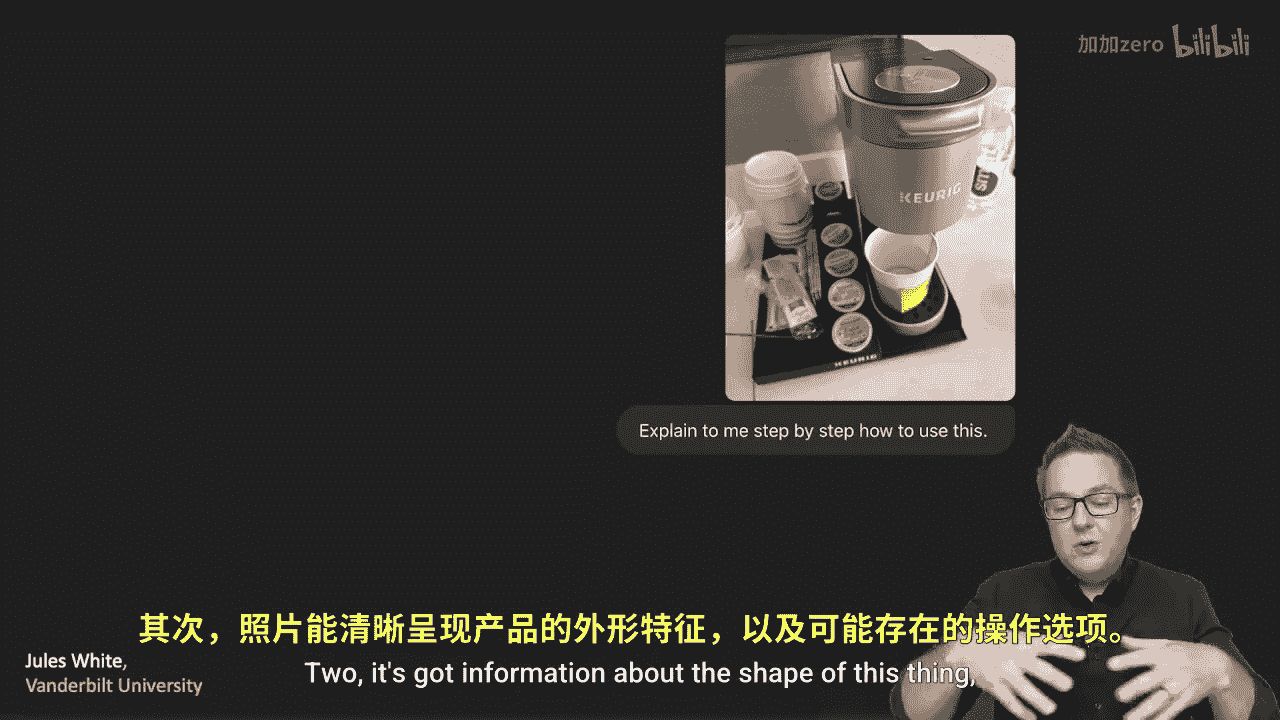 加加zero bilibili
KEURIG
KEURIG
Explain to me step by step how to use this.
其次，照片能清晰呈现产品的外形特征，以及可能存在的操作选项。
Two, it's got information about the shape of this thing,
Jules White,
Vanderbilt University